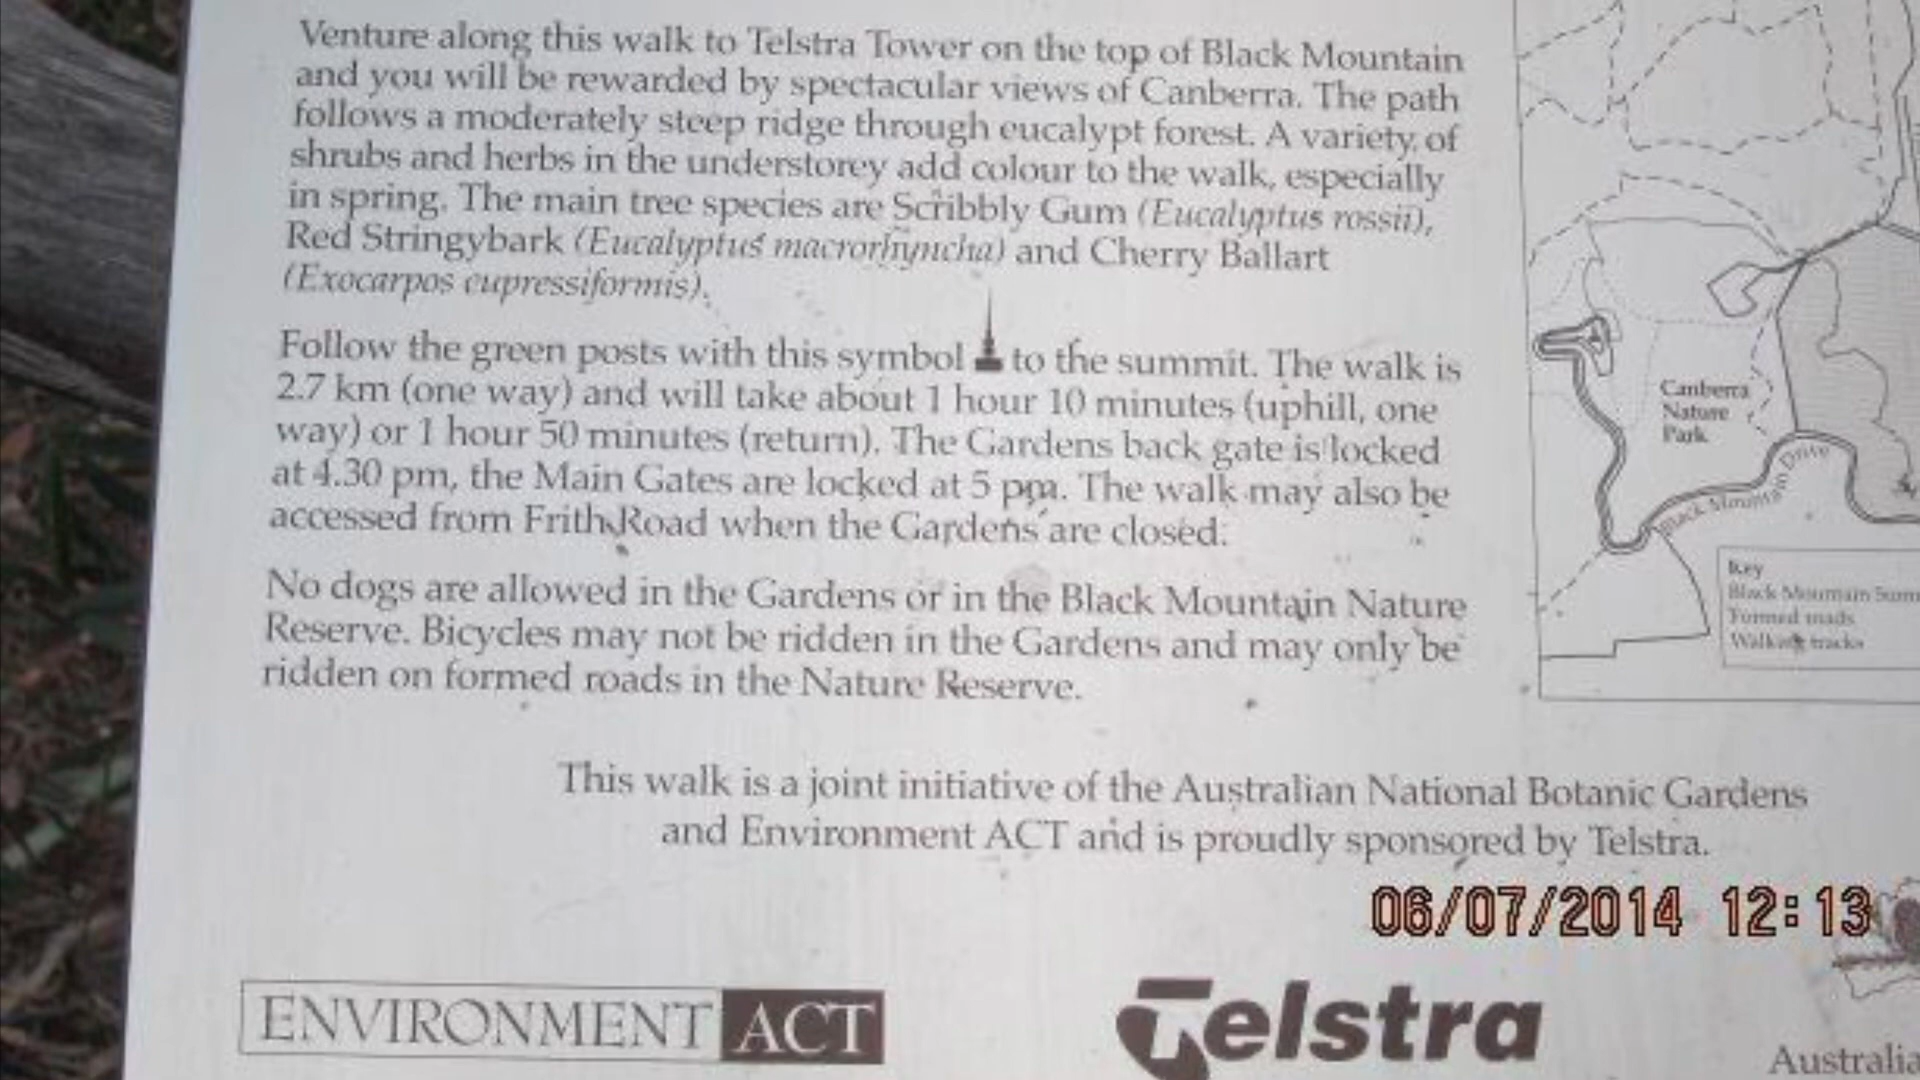 Venture along this walk to Telstra Tower on the top of Black Mountain
and you will be rewarded by spectacular views of Canberra. The path
follows a moderately steep ridge through eucalypt forest. A variety of
shrubs and herbs in the understorey add colour to the walk, especially
in spring. The main tree species are Scribbly Gum (Eucalyptus rossii),
Red Stringybark (Eucalyptus macrorhyncha) and Cherry Ballart
(Exocarpos cupressiformis).
Follow the green posts with this symbol to the summit. The walk is
2.7 km (one way) and will take about 1 hour 10 minutes (uphill, one
way) or 1 hour 50 minutes (return). The Gardens back gate is locked
at 4.30 pm, the Main Gates are locked at 5 pm. The walk may also be
accessed from Frith Road when the Gardens are closed.
No dogs are allowed in the Gardens or in the Black Mountain Nature
Reserve. Bicycles may not be ridden in the Gardens and may only be
ridden on formed roads in the Nature Reserve.
This walk is a joint initiative of the Australian National Botanic Gardens
and Environment ACT and is proudly sponsored by Telstra.
Canberra
Nature
Park
Black Mountain Drive
Key
Black Mountain Summ
Formed roads
Walking tracks
06/07/2014 12:13
ENVIRONMENT ACT
Telstra
Australia